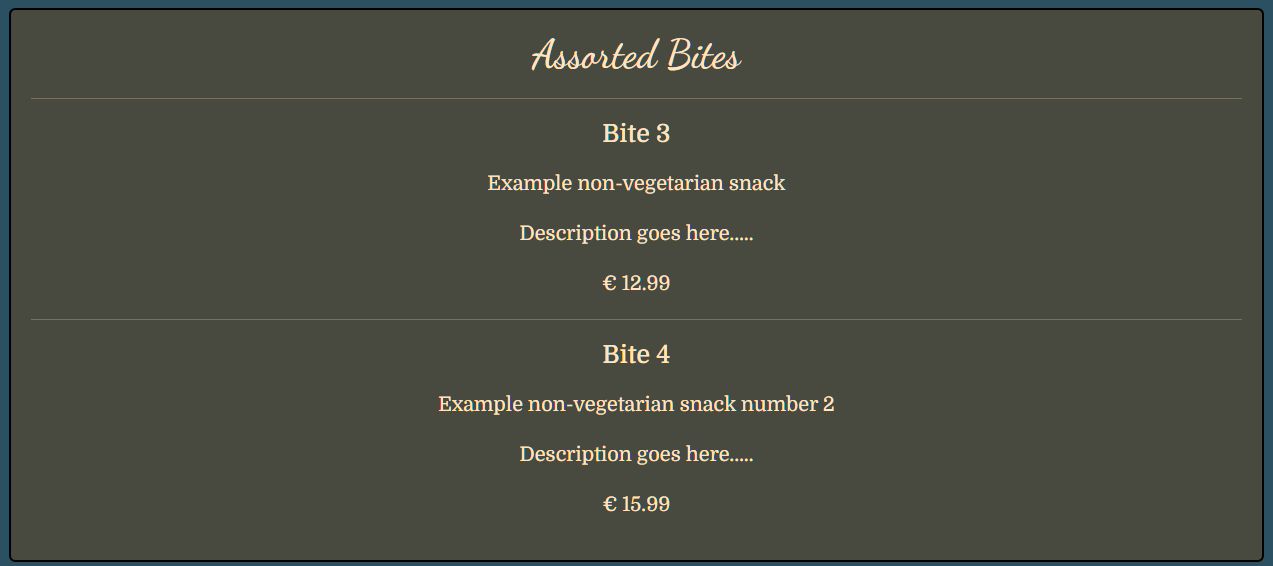 Assorted Bites
Bite 3
Example non-vegetarian snack
Description goes here.....
€ 12.99
Bite 4
Example non-vegetarian snack number 2
Description goes here.....
€ 15.99